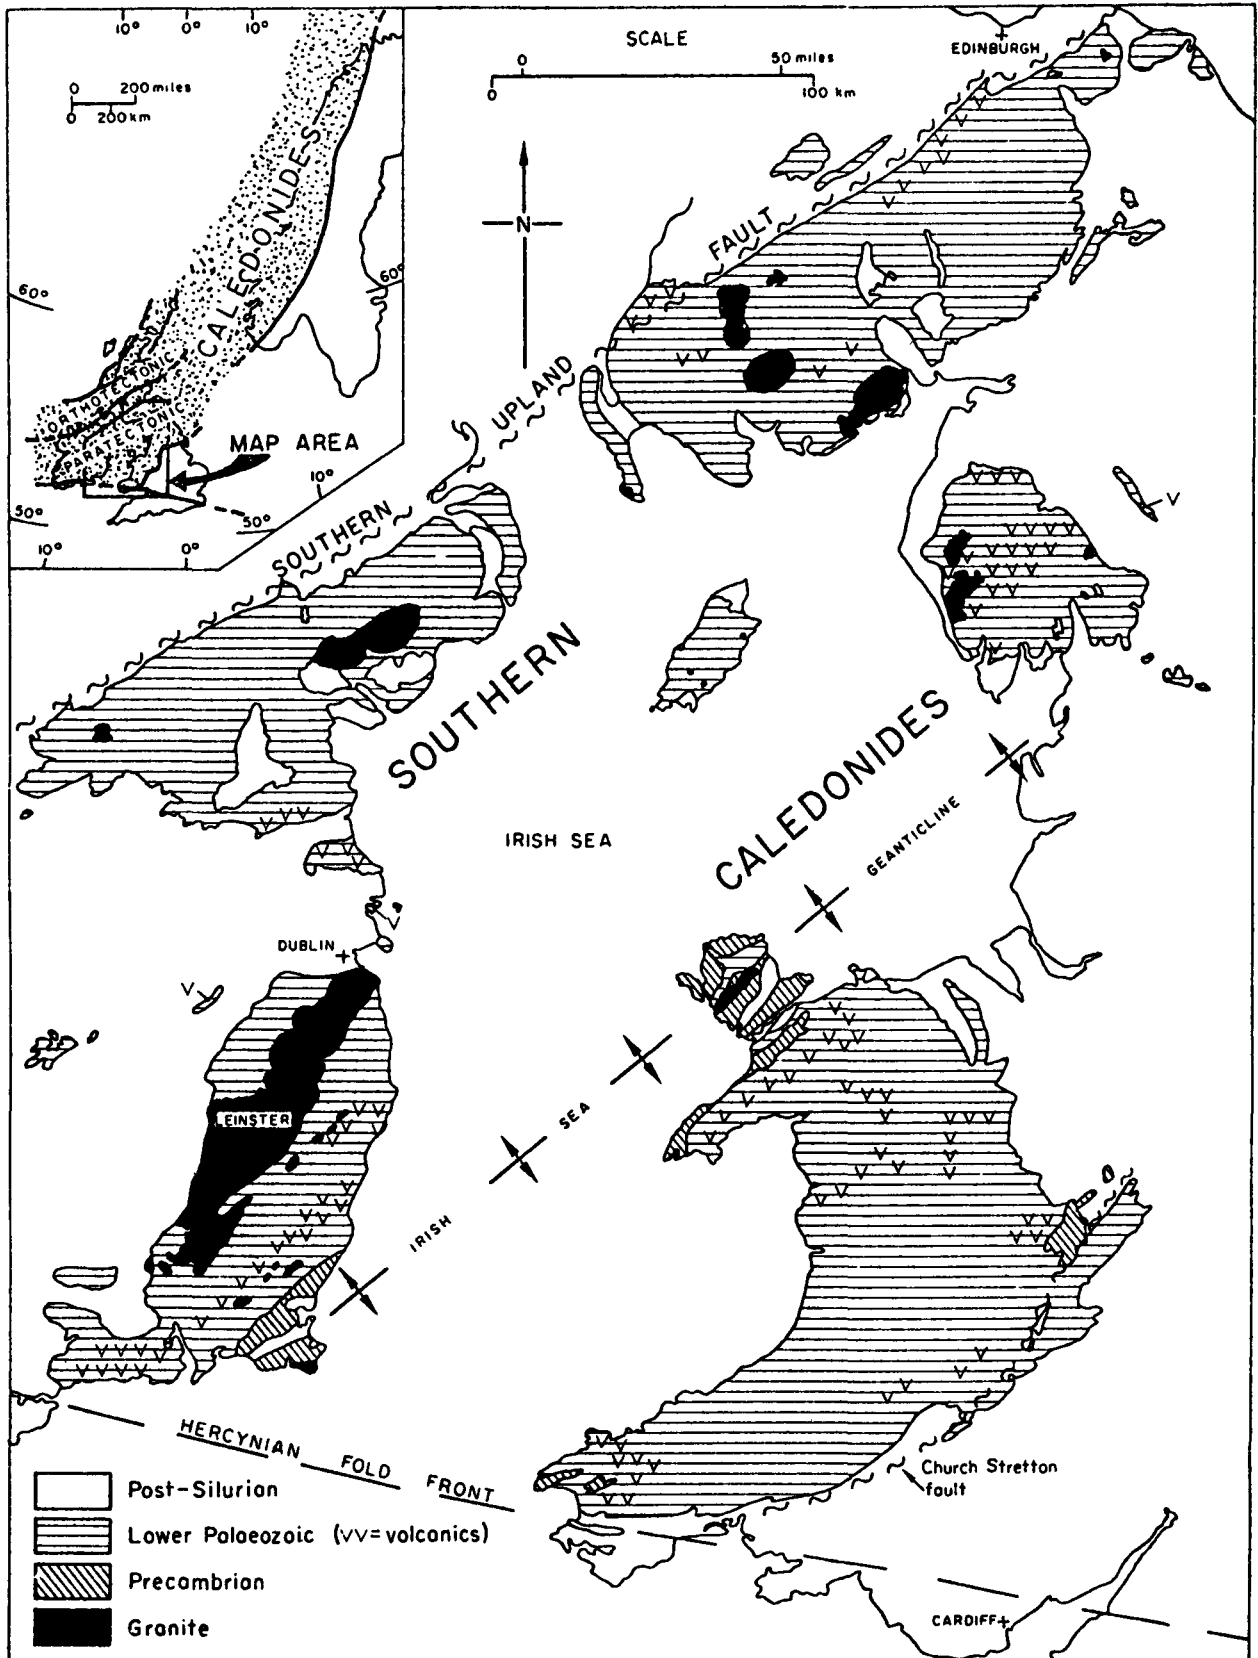 10° 0° 10°
0 200 miles
0 200km
CALEDONIDES
60°
60°
ORTHOTECTONIC
PARATECTONIC
MAP AREA
10°
50°
50°
10° 0°
SCALE
0 50 miles
0 100 km
EDINBURGH
N
SOUTHERN UPLAND FAULT
V
SOUTHERN CALEDONIDES
IRISH SEA
IRISH SEA GEANTICLINE
DUBLIN
V
LEINSTER
HERCYNIAN FOLD FRONT
Church Stretton
fault
CARDIFF
Post-Silurian
Lower Palaeozoic (vv=volcanics)
Precambrian
Granite